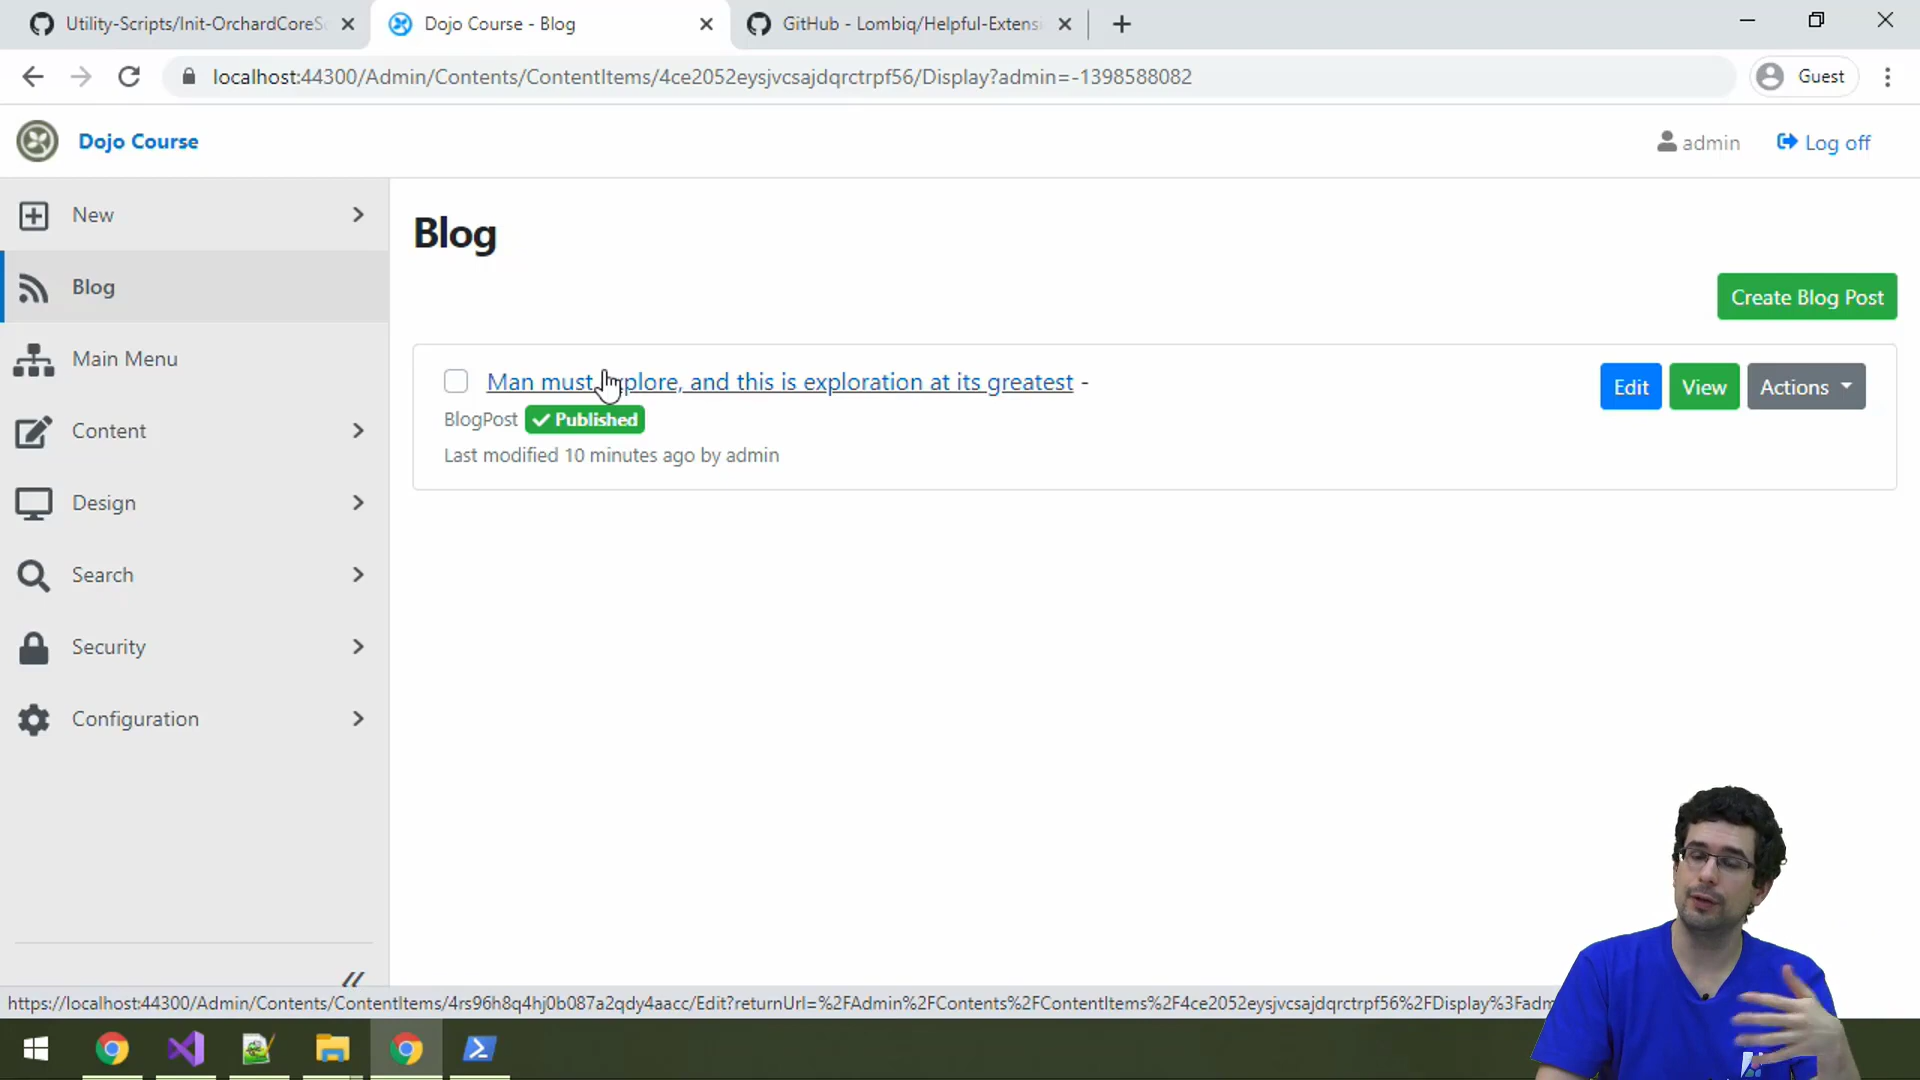 Utility-Scripts/Init-OrchardCoreSo
Dojo Course - Blog
GitHub - Lombiq/Helpful-Extensi
localhost:44300/Admin/Contents/ContentItems/4ce2052eysjvcsajdqrctrpf56/Display?admin=-1398588082
Guest
Dojo Course
admin
Log off
New
Blog
Main Menu
Content
Design
Search
Security
Configuration
Blog
Create Blog Post
Man must explore, and this is exploration at its greatest -
BlogPost Published
Last modified 10 minutes ago by admin
Edit
View
Actions
https://localhost:44300/Admin/Contents/ContentItems/4rs96h8q4hj0b087a2qdy4aacc/Edit?returnUrl=%2FAdmin%2FContents%2FContentItems%2F4ce2052eysjvcsajdqrctrpf56%2FDisplay%3Fadm